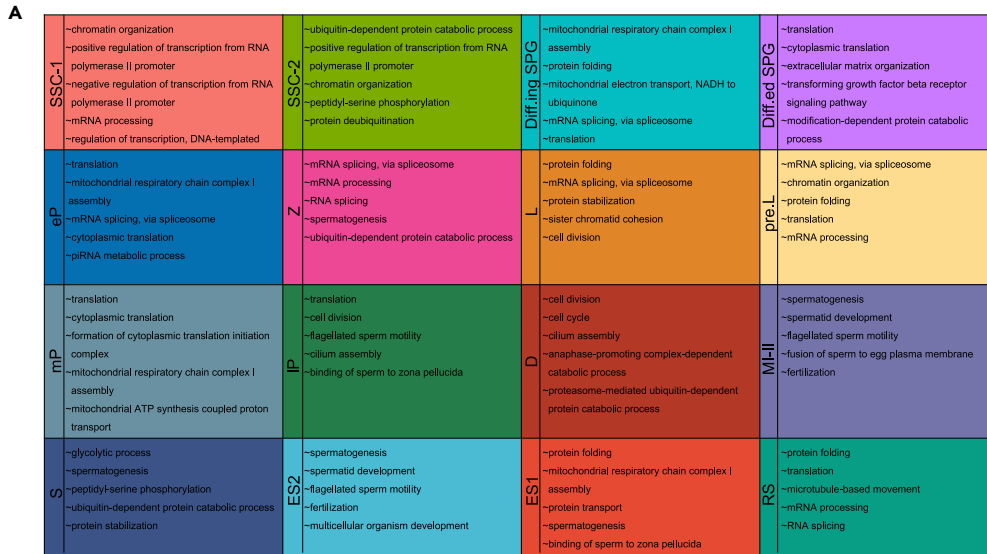 A
SSC-1
~chromatin organization
~positive regulation of transcription from RNA
polymerase II promoter
~negative regulation of transcription from RNA
polymerase II promoter
~mRNA processing
~regulation of transcription, DNA-templated
SSC-2
~ubiquitin-dependent protein catabolic process
~positive regulation of transcription from RNA
polymerase II promoter
~chromatin organization
~peptidyl-serine phosphorylation
~protein deubiquitination
Diff.ing SPG
~mitochondrial respiratory chain complex I
assembly
~protein folding
~mitochondrial electron transport, NADH to
ubiquinone
~mRNA splicing, via spliceosome
~translation
Diff.ed SPG
~translation
~cytoplasmic translation
~extracellular matrix organization
~transforming growth factor beta receptor
signaling pathway
~modification-dependent protein catabolic
process
eP
~translation
~mitochondrial respiratory chain complex I
assembly
~mRNA splicing, via spliceosome
~cytoplasmic translation
~piRNA metabolic process
Z
~mRNA splicing, via spliceosome
~mRNA processing
~RNA splicing
~spermatogenesis
~ubiquitin-dependent protein catabolic process
L
~protein folding
~mRNA splicing, via spliceosome
~protein stabilization
~sister chromatid cohesion
~cell division
pre.L
~mRNA splicing, via spliceosome
~chromatin organization
~protein folding
~translation
~mRNA processing
mP
~translation
~cytoplasmic translation
~formation of cytoplasmic translation initiation
complex
~mitochondrial respiratory chain complex I
assembly
~mitochondrial ATP synthesis coupled proton
transport
lP
~translation
~cell division
~flagellated sperm motility
~cilium assembly
~binding of sperm to zona pellucida
D
~cell division
~cell cycle
~cilium assembly
~anaphase-promoting complex-dependent
catabolic process
~proteasome-mediated ubiquitin-dependent
protein catabolic process
MI-II
~spermatogenesis
~spermatid development
~flagellated sperm motility
~fusion of sperm to egg plasma membrane
~fertilization
S
~glycolytic process
~spermatogenesis
~peptidyl-serine phosphorylation
~ubiquitin-dependent protein catabolic process
~protein stabilization
ES2
~spermatogenesis
~spermatid development
~flagellated sperm motility
~fertilization
~multicellular organism development
ES1
~protein folding
~mitochondrial respiratory chain complex I
assembly
~protein transport
~spermatogenesis
~binding of sperm to zona pellucida
RS
~protein folding
~translation
~microtubule-based movement
~mRNA processing
~RNA splicing